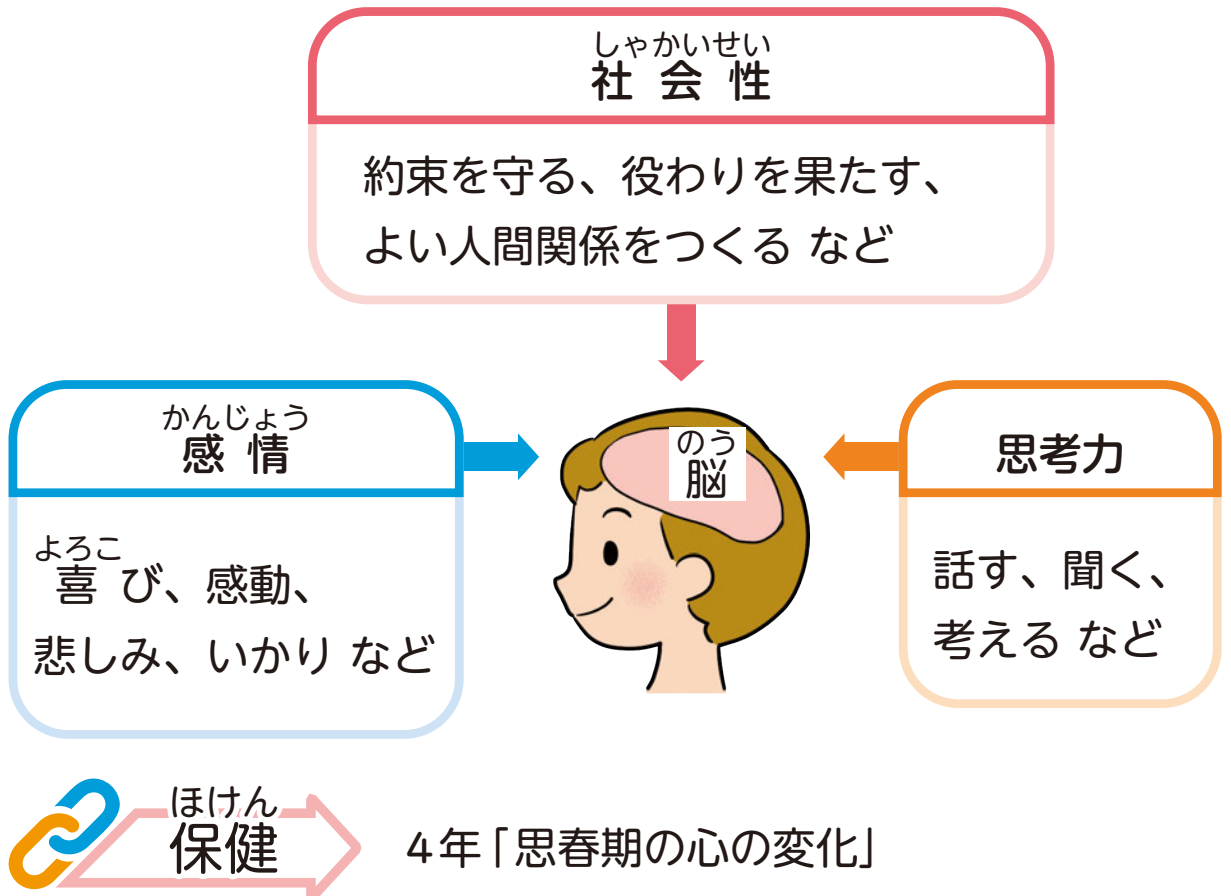 しゃかいせい
社会性
約束を守る、役わりを果たす、
よい人間関係をつくる など
かんじょう
感情
よろこ
喜び、感動、
悲しみ、いかり など
のう
脳
思考力
話す、聞く、
考える など
ほけん
保健
4年「思春期の心の変化」